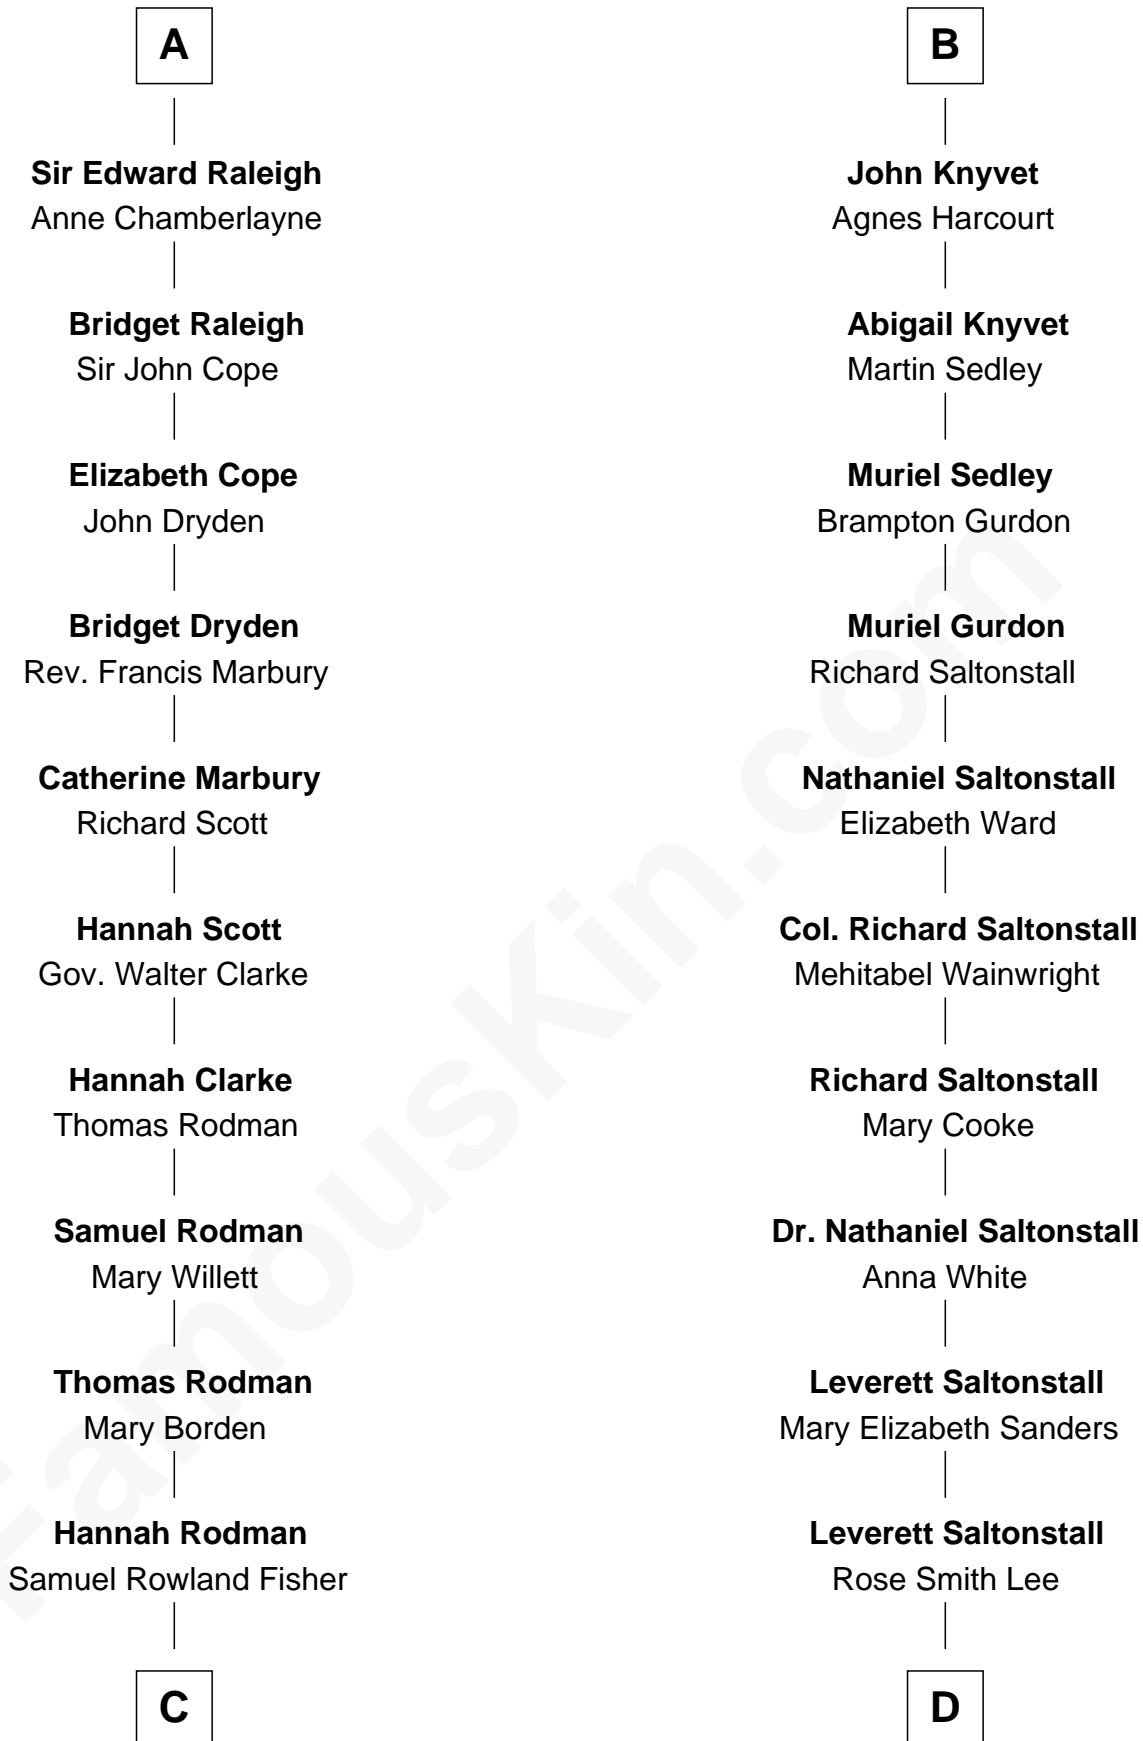 A
Sir Edward Raleigh
Anne Chamberlayne
Bridget Raleigh
Sir John Cope
Elizabeth Cope
John Dryden
Bridget Dryden
Rev. Francis Marbury
Catherine Marbury
Richard Scott
Hannah Scott
Gov. Walter Clarke
Hannah Clarke
Thomas Rodman
Samuel Rodman
Mary Willett
Thomas Rodman
Mary Borden
Hannah Rodman
Samuel Rowland Fisher
C
B
John Knyvet
Agnes Harcourt
Abigail Knyvet
Martin Sedley
Muriel Sedley
Brampton Gurdon
Muriel Gurdon
Richard Saltonstall
Nathaniel Saltonstall
Elizabeth Ward
Col. Richard Saltonstall
Mehitabel Wainwright
Richard Saltonstall
Mary Cooke
Dr. Nathaniel Saltonstall
Anna White
Leverett Saltonstall
Mary Elizabeth Sanders
Leverett Saltonstall
Rose Smith Lee
D
FamousKin.com